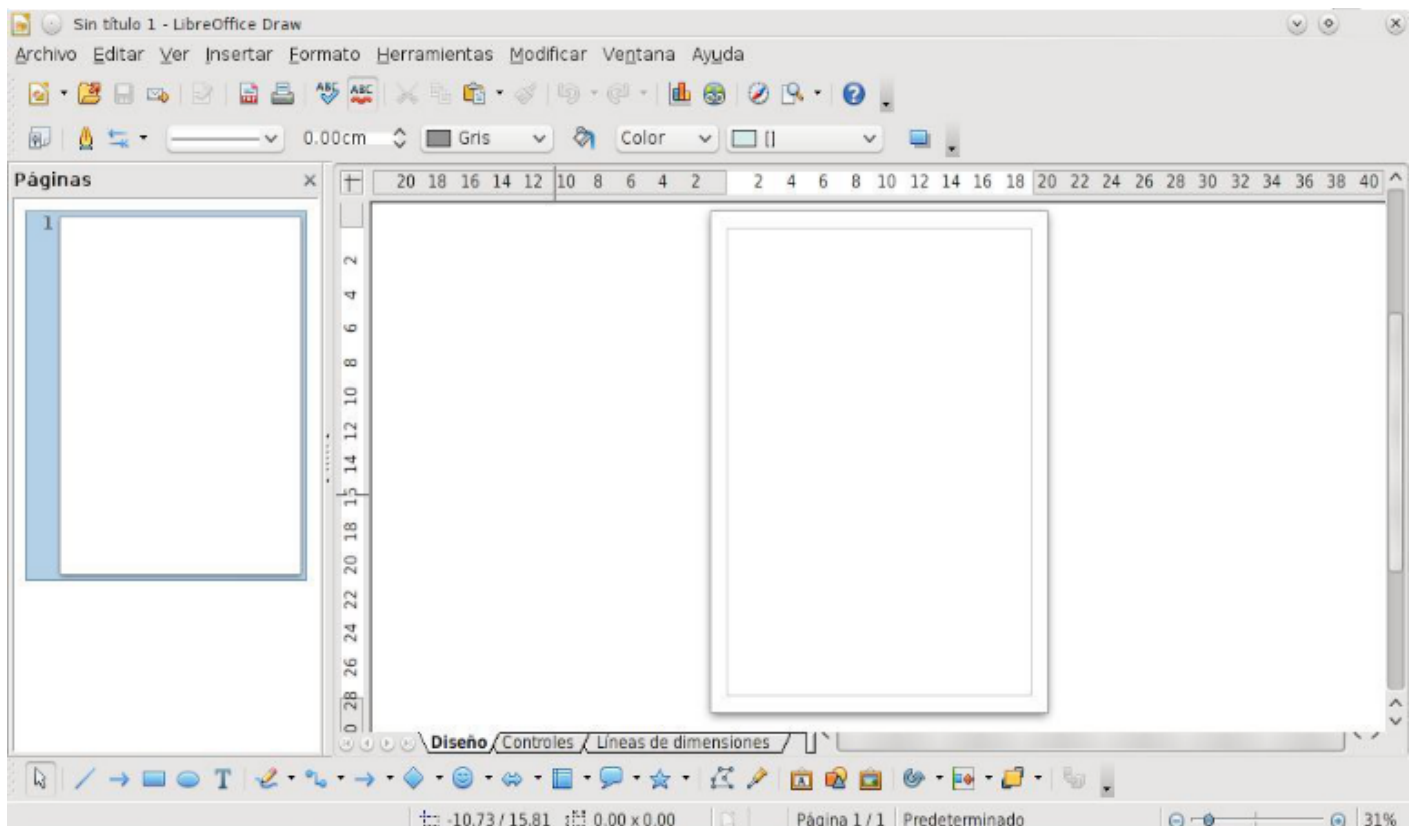 Sin título 1 - LibreOffice Draw
Archivo Editar Ver Insertar Formato Herramientas Modificar Ventana Ayuda
ABC ABC
0.00cm Gris Color []
Páginas
20 18 16 14 12 10 8 6 4 2 2 4 6 8 10 12 14 16 18 20 22 24 26 28 30 32 34 36 38 40
1
2
4
6
8
10
12
14
18
20
22
24
26
28
Diseño Controles Líneas de dimensiones
T A
-10.73 / 15.81 0.00 x 0.00 Página 1 / 1 Predeterminado 31%